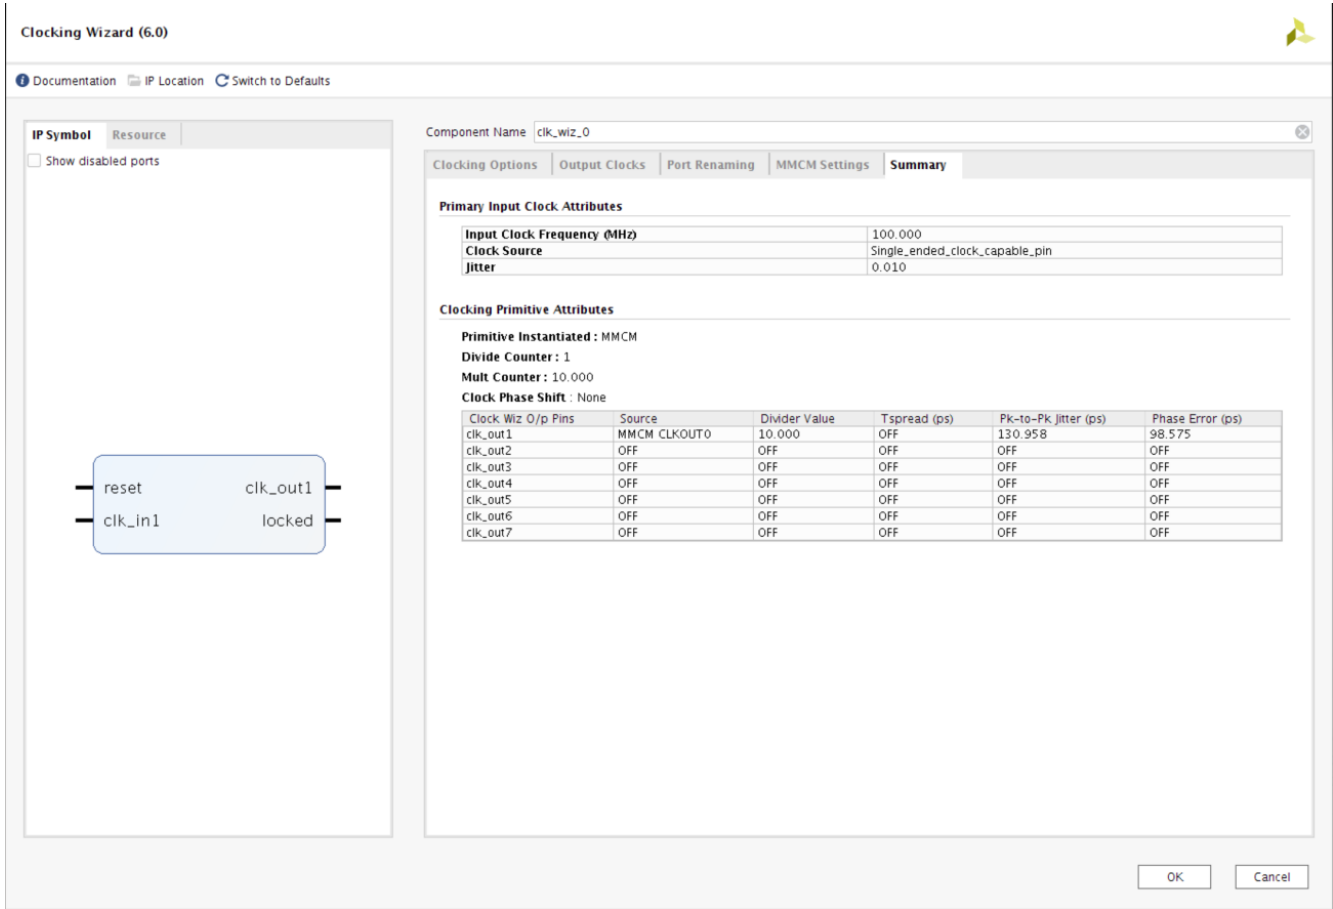 Clocking Wizard (6.0)
Documentation IP Location Switch to Defaults
IP Symbol Resource
Show disabled ports
reset clk_out1
clk_in1 locked
Component Name clk_wiz_0
Clocking Options Output Clocks Port Renaming MMCM Settings Summary
Primary Input Clock Attributes
Input Clock Frequency (MHz) 100.000
Clock Source Single_ended_clock_capable_pin
Jitter 0.010
Clocking Primitive Attributes
Primitive Instantiated : MMCM
Divide Counter : 1
Mult Counter : 10.000
Clock Phase Shift : None
Clock Wiz O/p Pins Source Divider Value Tspread (ps) Pk-to-Pk Jitter (ps) Phase Error (ps)
clk_out1 MMCM CLKOUT0 10.000 OFF 130.958 98.575
clk_out2 OFF OFF OFF OFF OFF
clk_out3 OFF OFF OFF OFF OFF
clk_out4 OFF OFF OFF OFF OFF
clk_out5 OFF OFF OFF OFF OFF
clk_out6 OFF OFF OFF OFF OFF
clk_out7 OFF OFF OFF OFF OFF
OK Cancel